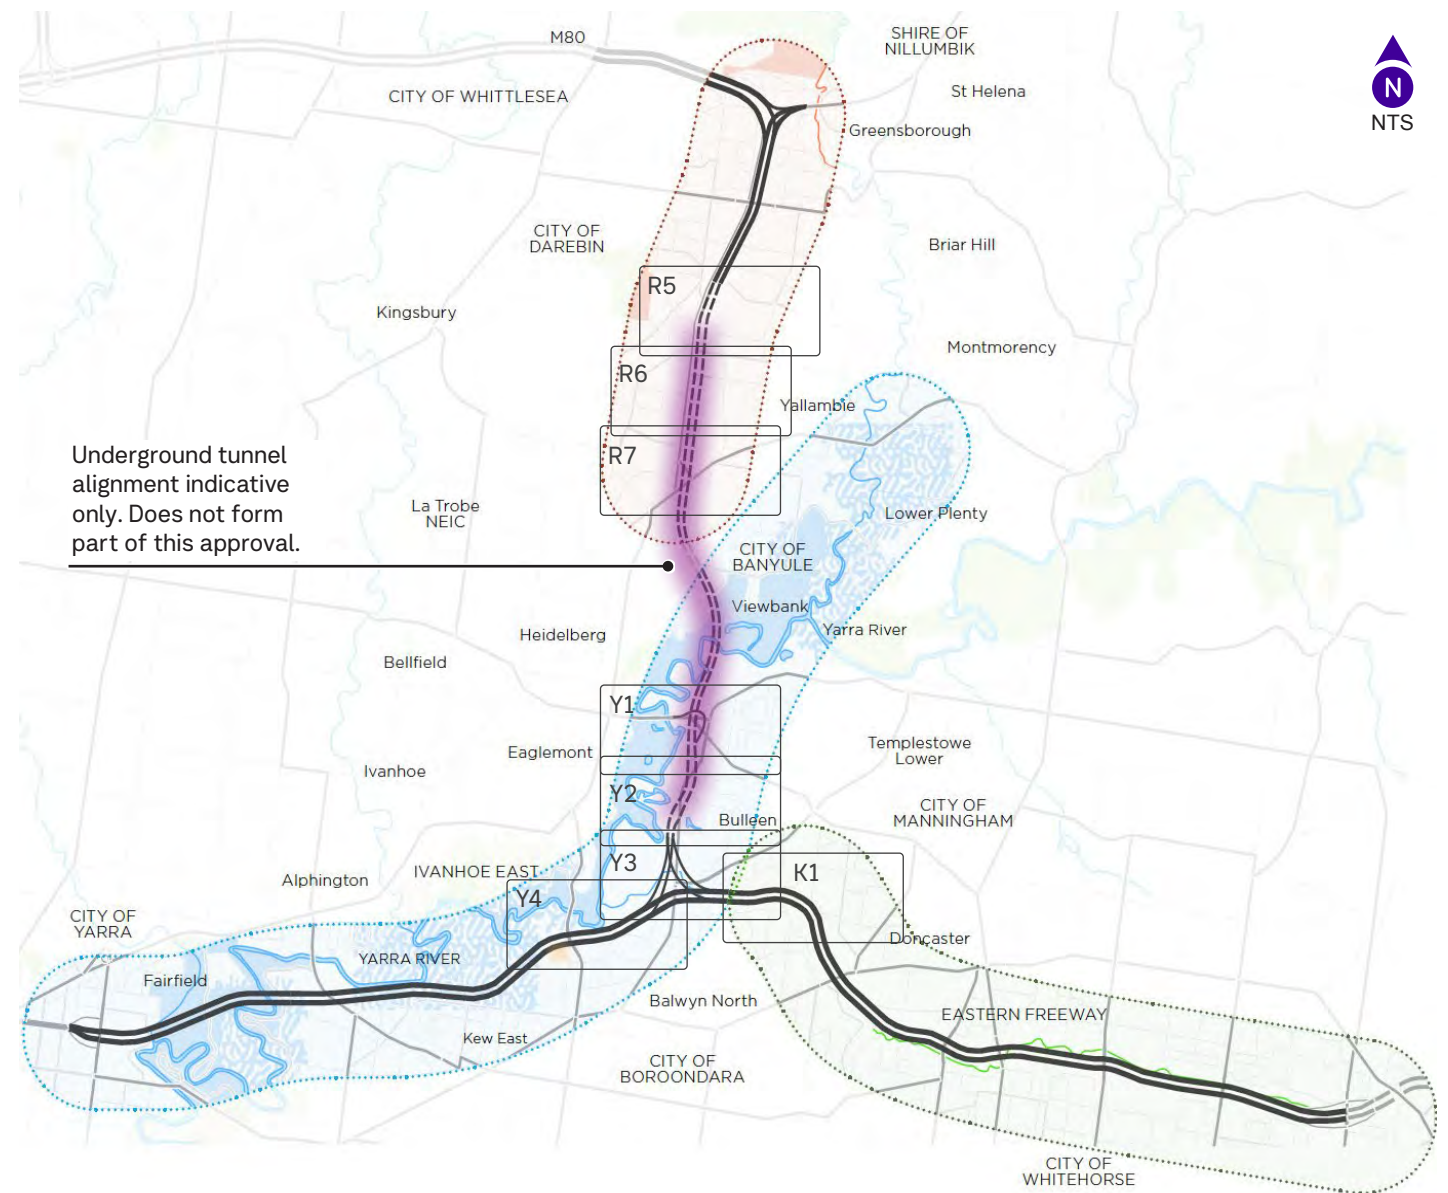 M80
SHIRE OF
NILLUMBIK
N
NTS
CITY OF WHITTLESEA
St Helena
Greensborough
CITY OF
DAREBIN
Briar Hill
R5
Kingsbury
Montmorency
R6
Yallambie
R7
Underground tunnel
alignment indicative
only. Does not form
part of this approval.
La Trobe
NEIC
Lower Plenty
CITY OF
BANYULE
Viewbank
Yarra River
Heidelberg
Bellfield
Y1
Eaglemont
Templestowe
Lower
Ivanhoe
Y2
Bulleen
CITY OF
MANNINGHAM
Y3
K1
IVANHOE EAST
Alphington
Y4
CITY OF
YARRA
Doncaster
YARRA RIVER
Fairfield
Balwyn North
EASTERN FREEWAY
Kew East
CITY OF
BOROONDARA
CITY OF
WHITEHORSE